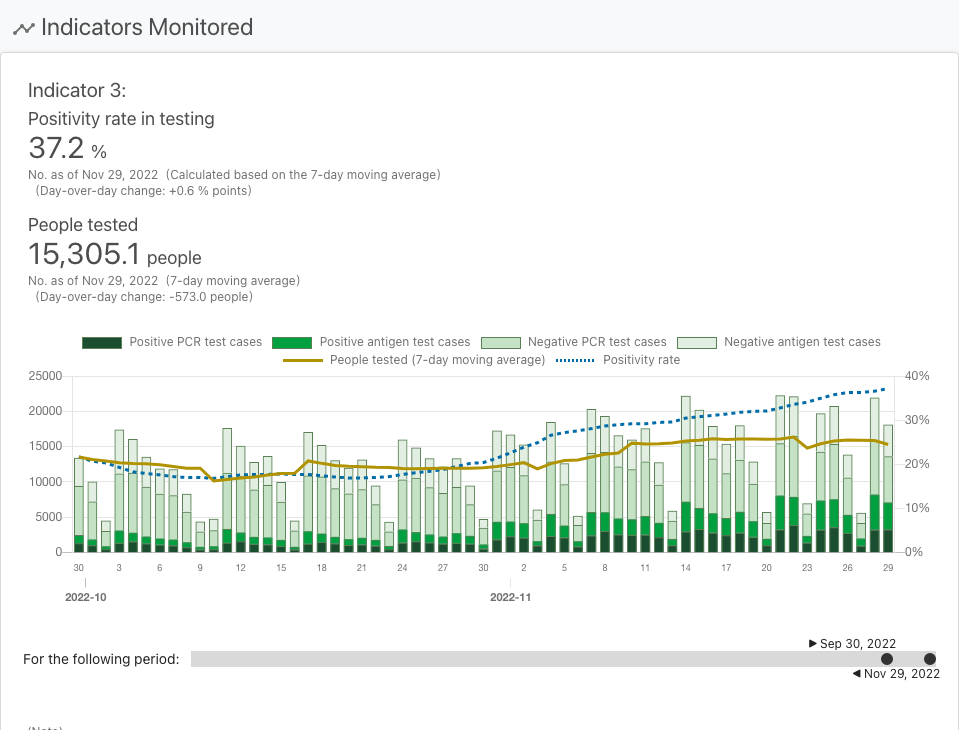 Indicators Monitored
Indicator 3:
Positivity rate in testing
37.2 %
No. as of Nov 29, 2022 (Calculated based on the 7-day moving average)
(Day-over-day change: +0.6 % points)
People tested
15,305.1 people
No. as of Nov 29, 2022 (7-day moving average)
(Day-over-day change: -573.0 people)
Positive PCR test cases Positive antigen test cases Negative PCR test cases Negative antigen test cases
People tested (7-day moving average) Positivity rate
25000 40%
20000 30%
15000
10000 20%
5000 10%
0 0%
30 3 6 9 12 15 18 21 24 27 30 2 5 8 11 14 17 20 23 26 29
2022-10 2022-11
▶ Sep 30, 2022
For the following period:
◀ Nov 29, 2022